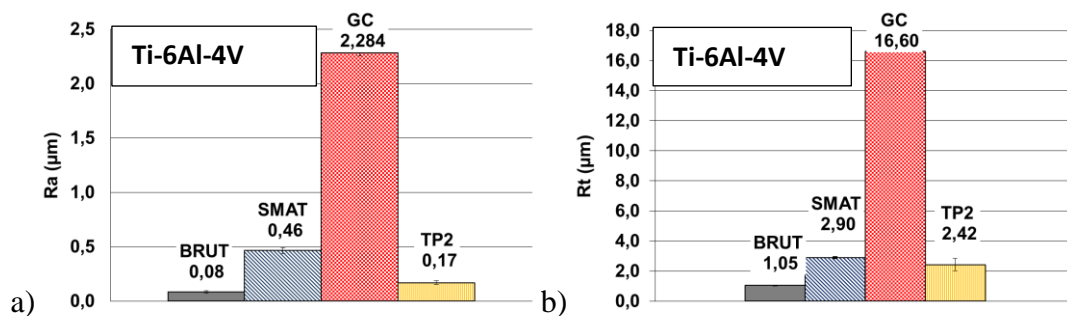 Ti-6Al-4V
GC
2,284
2,5
2,0
1,5
1,0
0,5
0,0
Ra (µm)
BRUT
0,08
SMAT
0,46
TP2
0,17
a)
Ti-6Al-4V
GC
16,60
18,0
16,0
14,0
12,0
10,0
8,0
6,0
4,0
2,0
0,0
Rt (µm)
BRUT
1,05
SMAT
2,90
TP2
2,42
b)